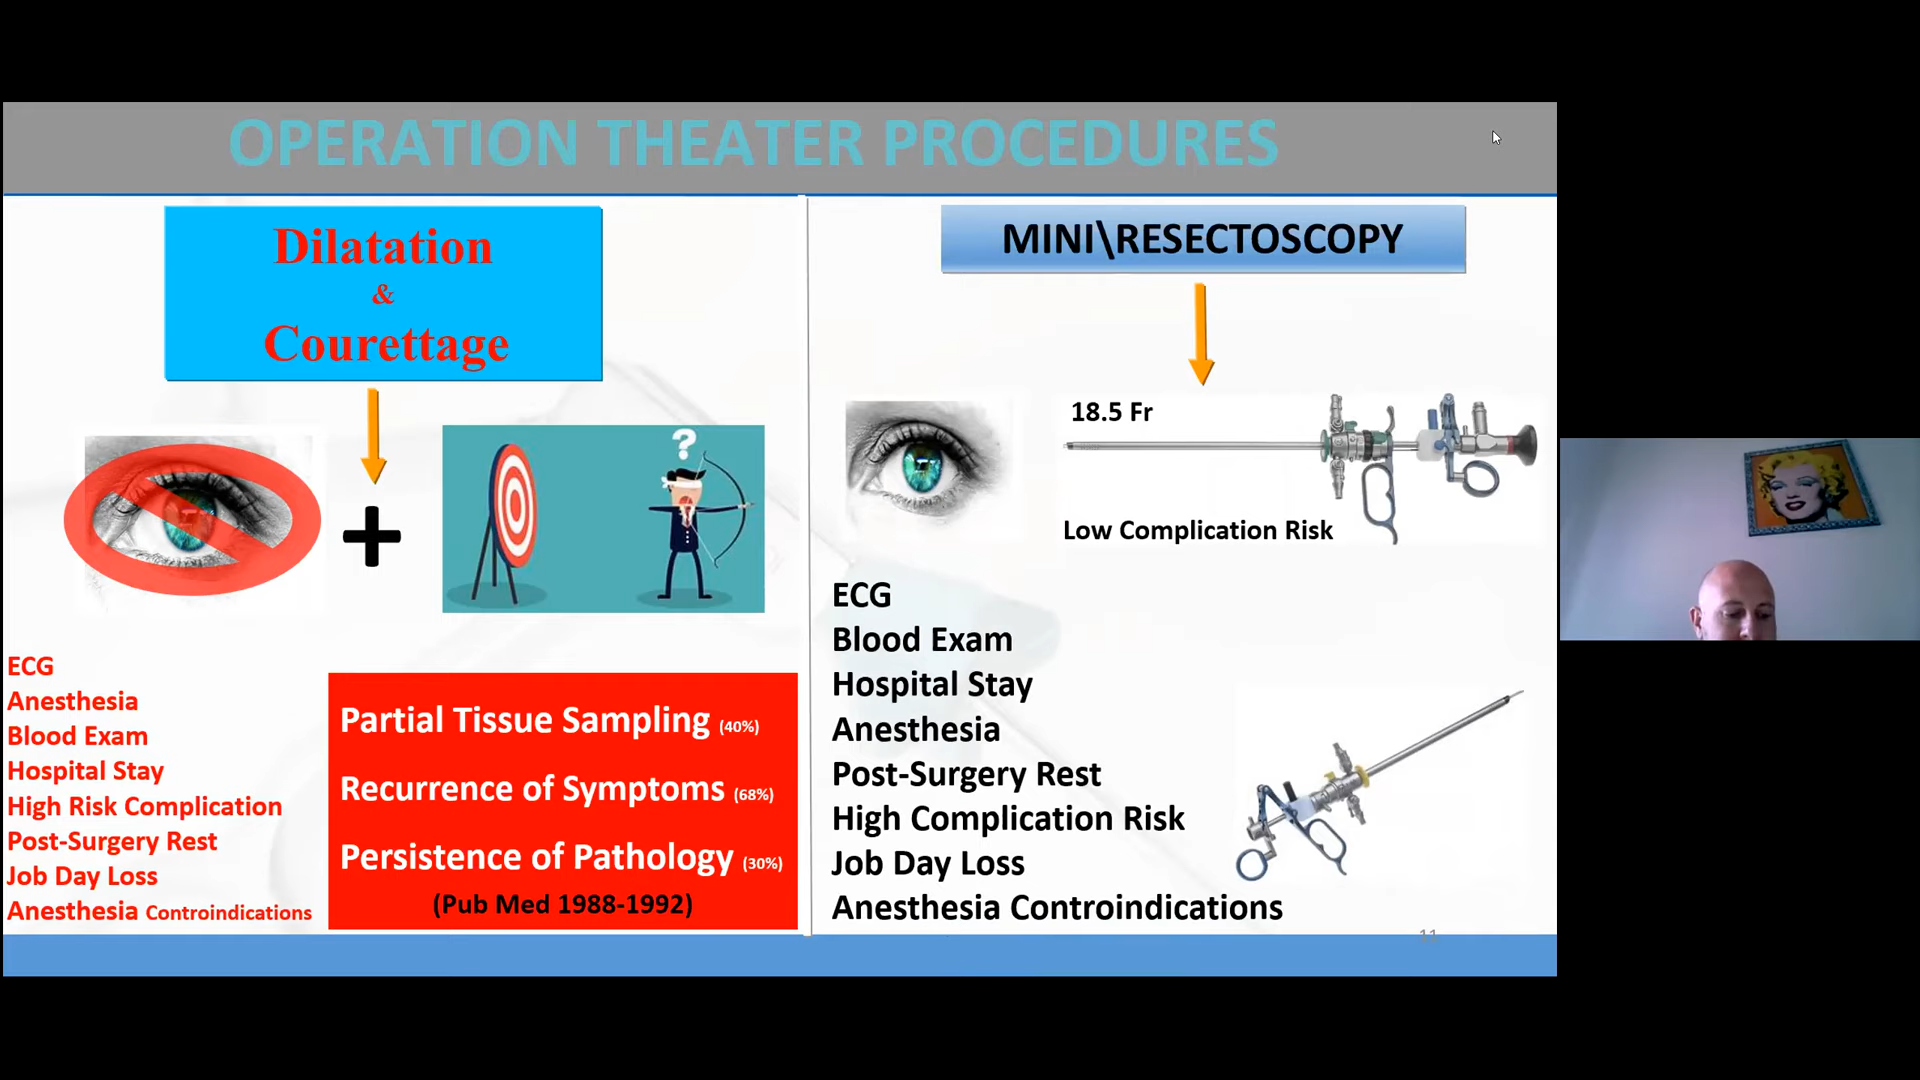 OPERATION THEATER PROCEDURES
Dilatation
&
Courettage
?
ECG
Anesthesia
Blood Exam
Hospital Stay
High Risk Complication
Post-Surgery Rest
Job Day Loss
Anesthesia Controindications
Partial Tissue Sampling (40%)
Recurrence of Symptoms (68%)
Persistence of Pathology (30%)
(Pub Med 1988-1992)
MINI\RESECTOSCOPY
18.5 Fr
Low Complication Risk
ECG
Blood Exam
Hospital Stay
Anesthesia
Post-Surgery Rest
High Complication Risk
Job Day Loss
Anesthesia Controindications
11